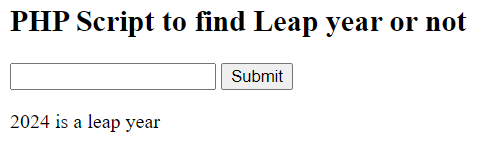 PHP Script to find Leap year or not
Submit
2024 is a leap year